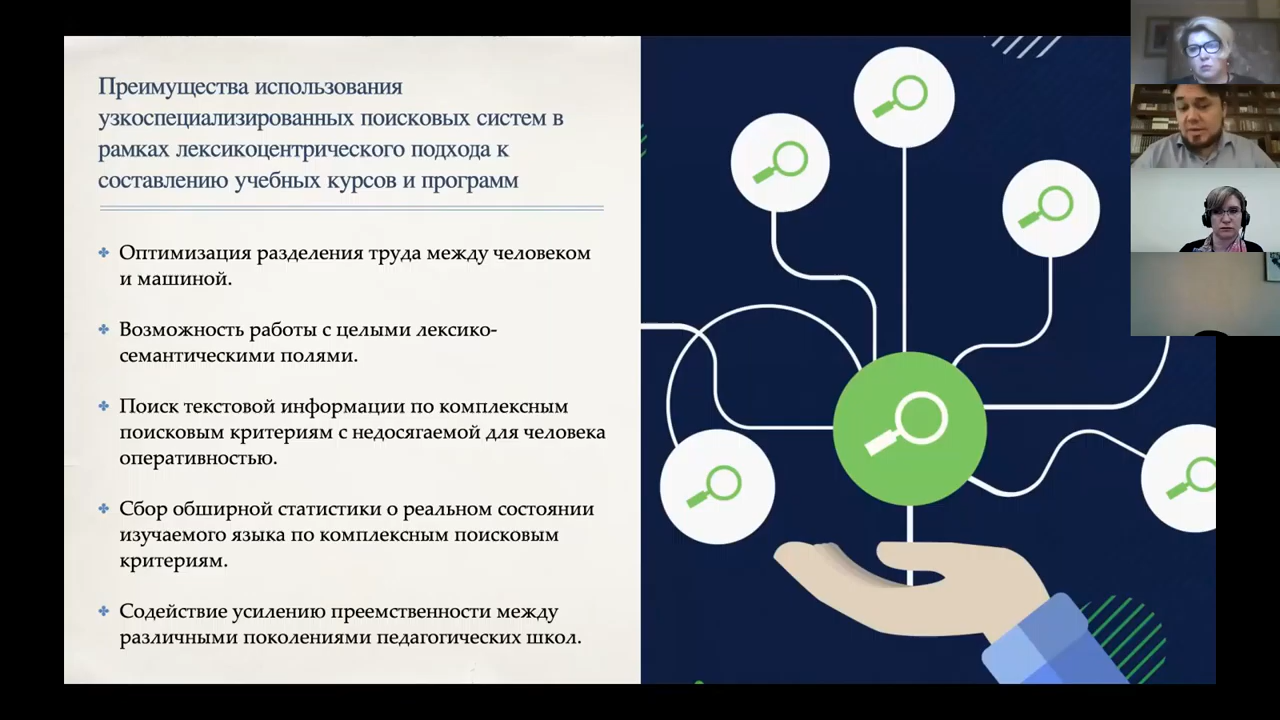 Преимущества использования
узкоспециализированных поисковых систем в
рамках лексикоцентрического подхода к
составлению учебных курсов и программ
Оптимизация разделения труда между человеком
и машиной.
Возможность работы с целыми лексико-
семантическими полями.
Поиск текстовой информации по комплексным
поисковым критериям с недосягаемой для человека
оперативностью.
Сбор обширной статистики о реальном состоянии
изучаемого языка по комплексным поисковым
критериям.
Содействие усилению преемственности между
различными поколениями педагогических школ.